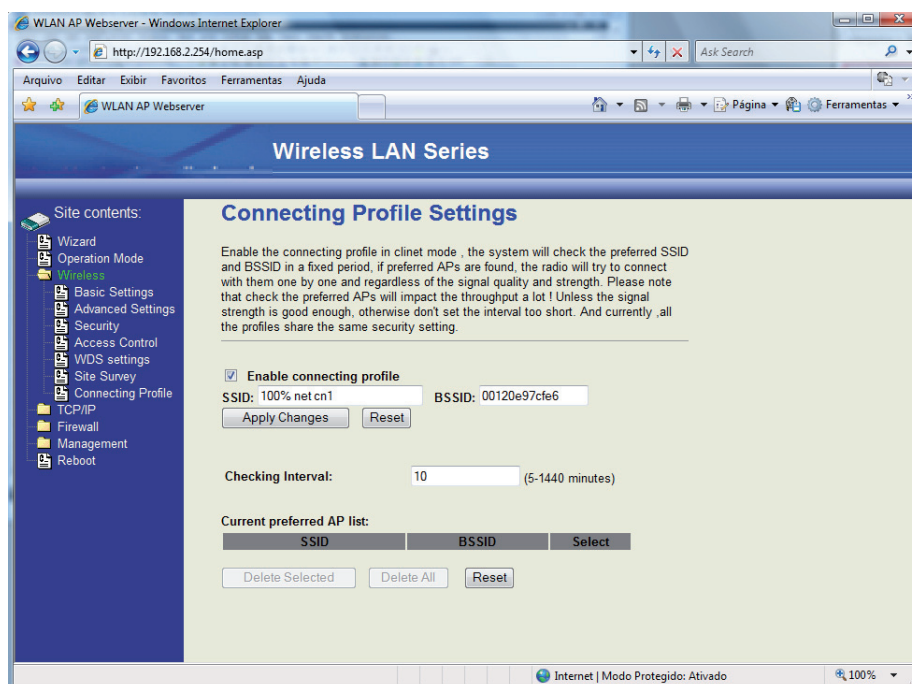 WLAN AP Webserver - Windows Internet Explorer
http://192.168.2.254/home.asp
Ask Search
Arquivo Editar Exibir Favoritos Ferramentas Ajuda
WLAN AP Webserver
Página Ferramentas
Wireless LAN Series
Site contents:
Wizard
Operation Mode
Wireless
Basic Settings
Advanced Settings
Security
Access Control
WDS settings
Site Survey
Connecting Profile
TCP/IP
Firewall
Management
Reboot
Connecting Profile Settings
Enable the connecting profile in clinet mode , the system will check the preferred SSID
and BSSID in a fixed period, if preferred APs are found, the radio will try to connect
with them one by one and regardless of the signal quality and strength. Please note
that check the preferred APs will impact the throughput a lot ! Unless the signal
strength is good enough, otherwise don't set the interval too short. And currently ,all
the profiles share the same security setting.
Enable connecting profile
SSID: 100% net cn1 BSSID: 00120e97cfe6
Apply Changes Reset
Checking Interval: 10 (5-1440 minutes)
Current preferred AP list:
SSID BSSID Select
Delete Selected Delete All Reset
Internet | Modo Protegido: Ativado 100%